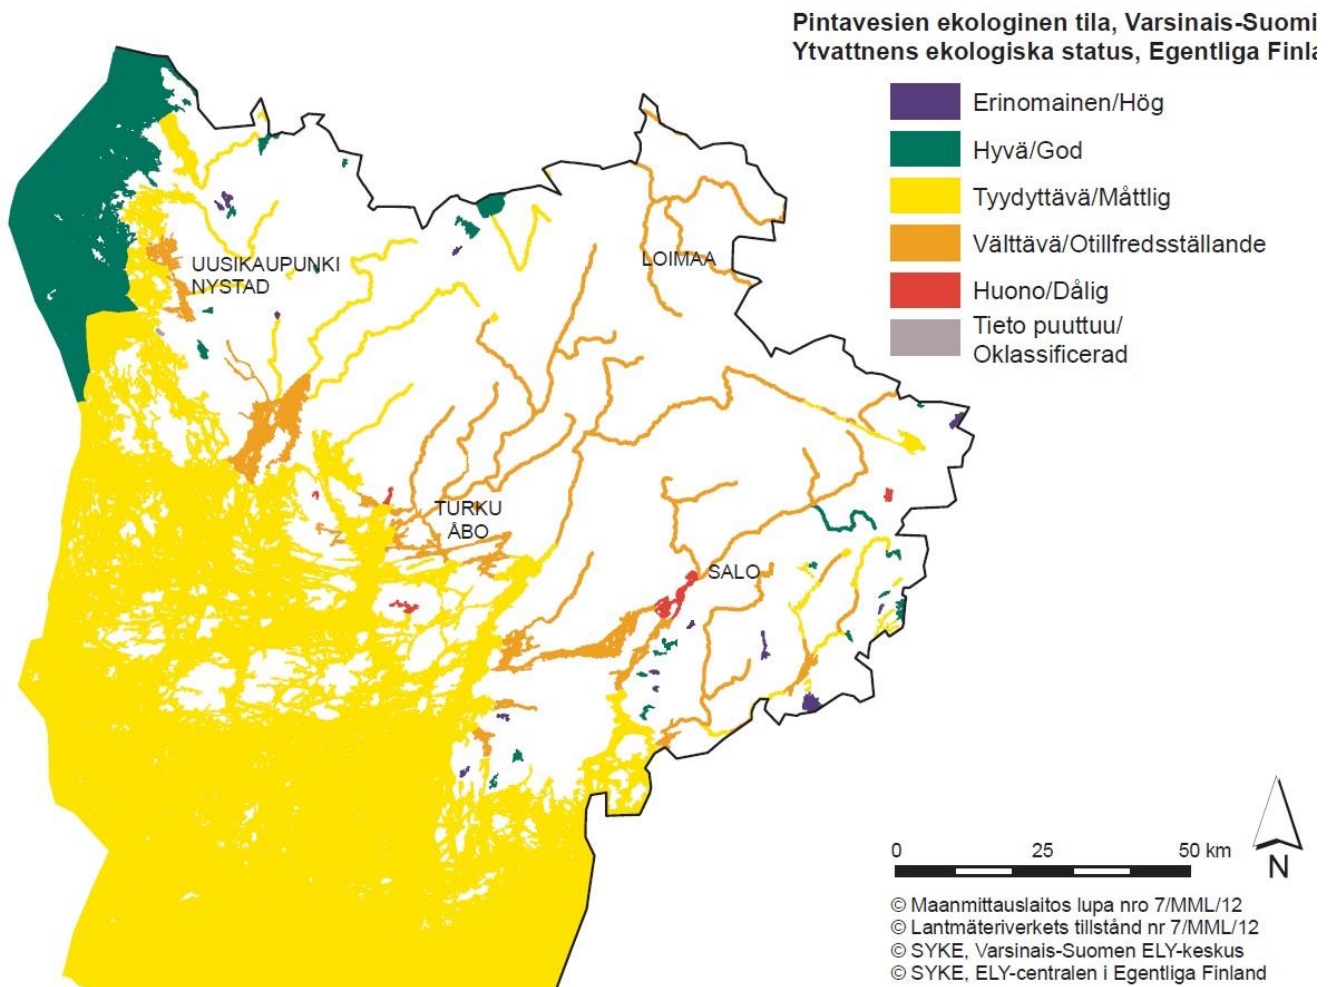 Pintavesien ekologinen tila, Varsinais-Suomi
Ytvattnens ekologiska status, Egentliga Finla
Erinomainen/Hög
Hyvä/God
Tyydyttävä/Måttlig
Välttävä/Otillfredsställande
Huono/Dålig
Tieto puuttuu/
Oklassificerad
UUSIKAUPUNKI
NYSTAD
LOIMAA
TURKU
ÅBO
SALO
0 25 50 km
N
© Maanmittauslaitos lupa nro 7/MML/12
© Lantmäteriverkets tillstånd nr 7/MML/12
© SYKE, Varsinais-Suomen ELY-keskus
© SYKE, ELY-centralen i Egentliga Finland